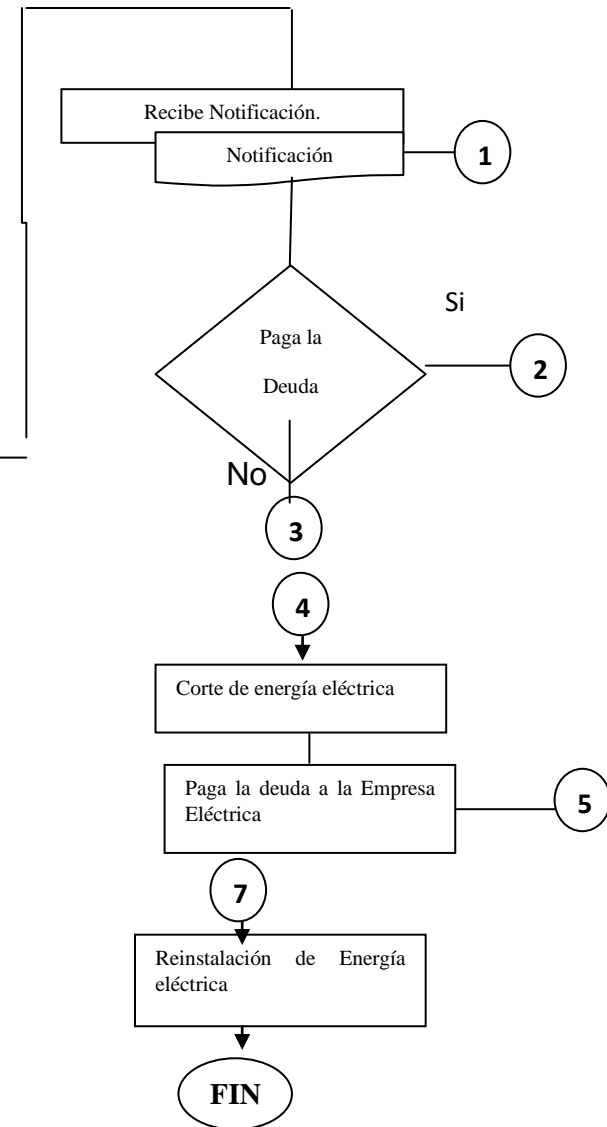 Recibe Notificación.
Notificación
1
Si
Paga la
2
Deuda
No
3
4
Corte de energía eléctrica
Paga la deuda a la Empresa
Eléctrica
5
7
Reinstalación de Energía
eléctrica
FIN